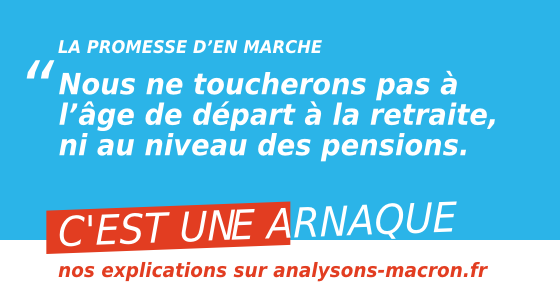 LA PROMESSE D’EN MARCHE
“Nous ne toucherons pas à
l’âge de départ à la retraite,
ni au niveau des pensions.
C'EST UNE ARNAQUE
nos explications sur analysons-macron.fr